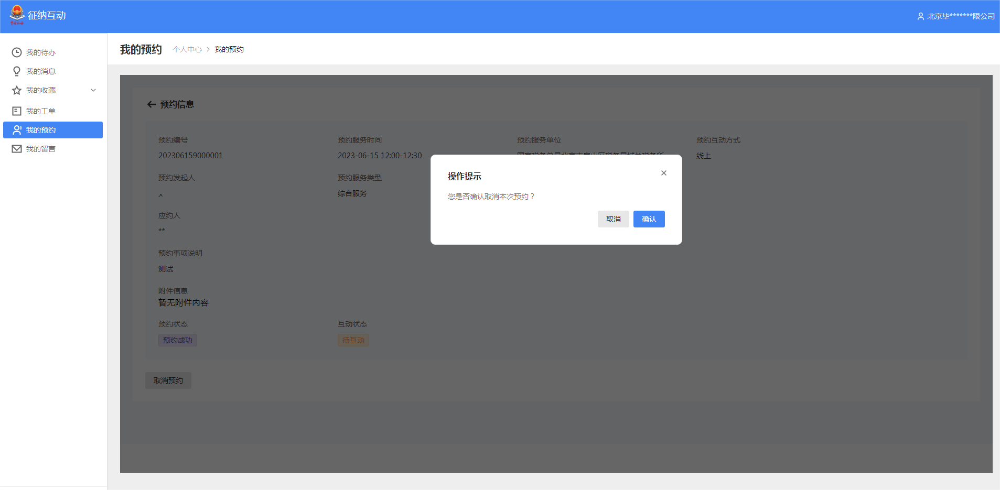 征纳互动
北京毕*******限公司
我的待办
我的消息
我的收藏
我的工单
我的预约
我的留言
我的预约 个人中心 > 我的预约
预约信息
预约编号 预约服务时间 预约服务单位 预约互动方式
202306159000001 2023-06-15 12:00-12:30 线上
预约发起人 预约服务类型
综合服务
应约人
**
预约事项说明
测试
附件信息
暂无附件内容
预约状态 互动状态
预约成功 待互动
取消预约
操作提示
您是否确认取消本次预约？
取消 确认